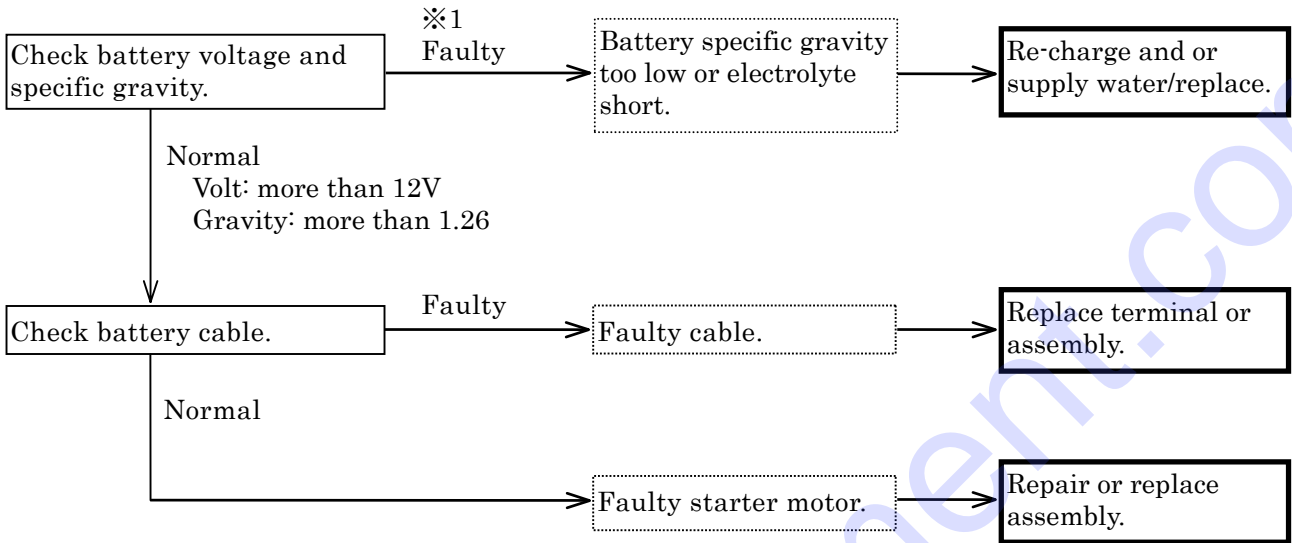 ※1
Check battery voltage and
specific gravity.
Faulty
Battery specific gravity
too low or electrolyte
short.
Re-charge and or
supply water/replace.
Normal
Volt: more than 12V
Gravity: more than 1.26
Check battery cable.
Faulty
Faulty cable.
Replace terminal or
assembly.
Normal
Faulty starter motor.
Repair or replace
assembly.
ment.com